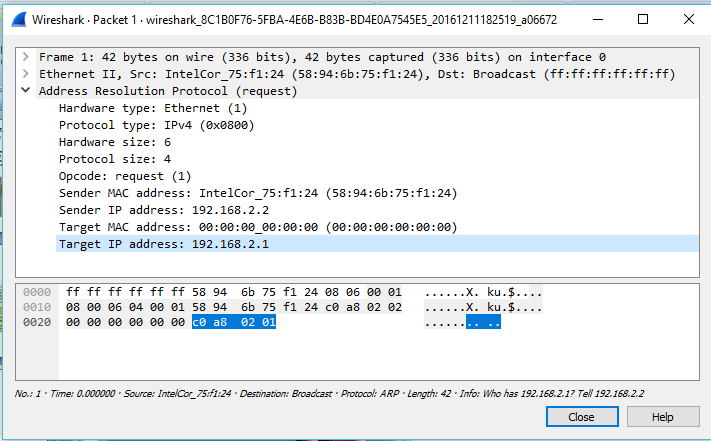 Wireshark · Packet 1 · wireshark_8C1B0F76-5FBA-4E6B-B83B-BD4E0A7545E5_20161211182519_a06672
Frame 1: 42 bytes on wire (336 bits), 42 bytes captured (336 bits) on interface 0
Ethernet II, Src: IntelCor_75:f1:24 (58:94:6b:75:f1:24), Dst: Broadcast (ff:ff:ff:ff:ff:ff)
Address Resolution Protocol (request)
Hardware type: Ethernet (1)
Protocol type: IPv4 (0x0800)
Hardware size: 6
Protocol size: 4
Opcode: request (1)
Sender MAC address: IntelCor_75:f1:24 (58:94:6b:75:f1:24)
Sender IP address: 192.168.2.2
Target MAC address: 00:00:00_00:00:00 (00:00:00:00:00:00)
Target IP address: 192.168.2.1
0000 ff ff ff ff ff ff 58 94 6b 75 f1 24 08 06 00 01 ......X. ku.$....
0010 08 00 06 04 00 01 58 94 6b 75 f1 24 c0 a8 02 02 ......X. ku.$....
0020 00 00 00 00 00 00 c0 a8 02 01 ........ ..
No.: 1 · Time: 0.000000 · Source: IntelCor_75:f1:24 · Destination: Broadcast · Protocol: ARP · Length: 42 · Info: Who has 192.168.2.1? Tell 192.168.2.2
Close Help